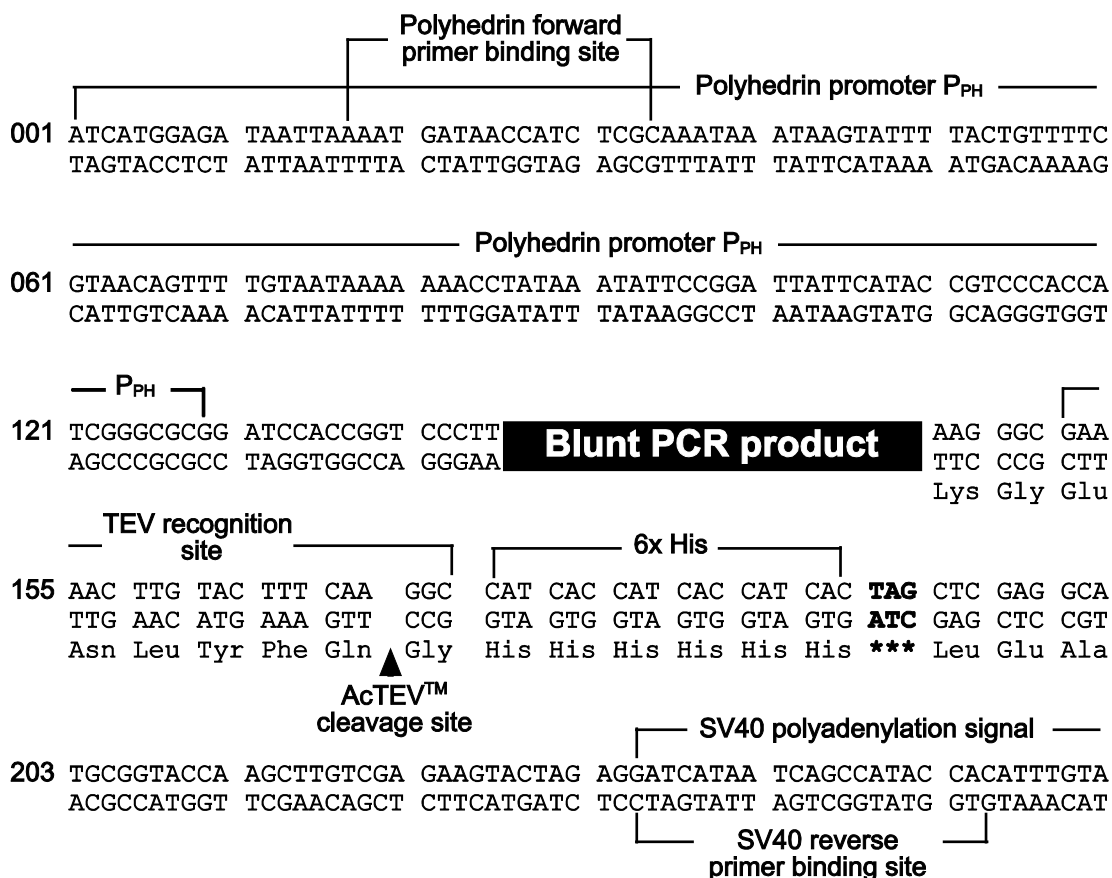 Polyhedrin forward
primer binding site
Polyhedrin promoter PPH
001 ATCATGGAGA TAATTAAAAT GATAACCATC TCGCAAATAA ATAAGTATTT TACTGTTTTC
TAGTACCTCT ATTAATTTTA CTATTGGTAG AGCGTTTATT TATTCATAAA ATGACAAAAG
Polyhedrin promoter PPH
061 GTAACAGTTT TGTAATAAAA AAACCTATAA ATATTCCGGA TTATTCATAC CGTCCCACCA
CATTGTCAAA ACATTATTTT TTTGGATATT TATAAGGCCT AATAAGTATG GCAGGGTGGT
PPH
121 TCGGGCGCGG ATCCACCGGT CCCTT Blunt PCR product AAG GGC GAA
AGCCCGCGCC TAGGTGGCCA GGGAA TTC CCG CTT
Lys Gly Glu
TEV recognition
site
6x His
155 AAC TTG TAC TTT CAA GGC CAT CAC CAT CAC CAT CAC TAG CTC GAG GCA
TTG AAC ATG AAA GTT CCG GTA GTG GTA GTG GTA GTG ATC GAG CTC CGT
Asn Leu Tyr Phe Gln Gly His His His His His His *** Leu Glu Ala
AcTEV™
cleavage site
SV40 polyadenylation signal
203 TGCGGTACCA AGCTTGTCGA GAAGTACTAG AGGATCATAA TCAGCCATAC CACATTTGTA
ACGCCATGGT TCGAACAGCT CTTCATGATC TCCTAGTATT AGTCGGTATG GTGTAAACAT
SV40 reverse
primer binding site